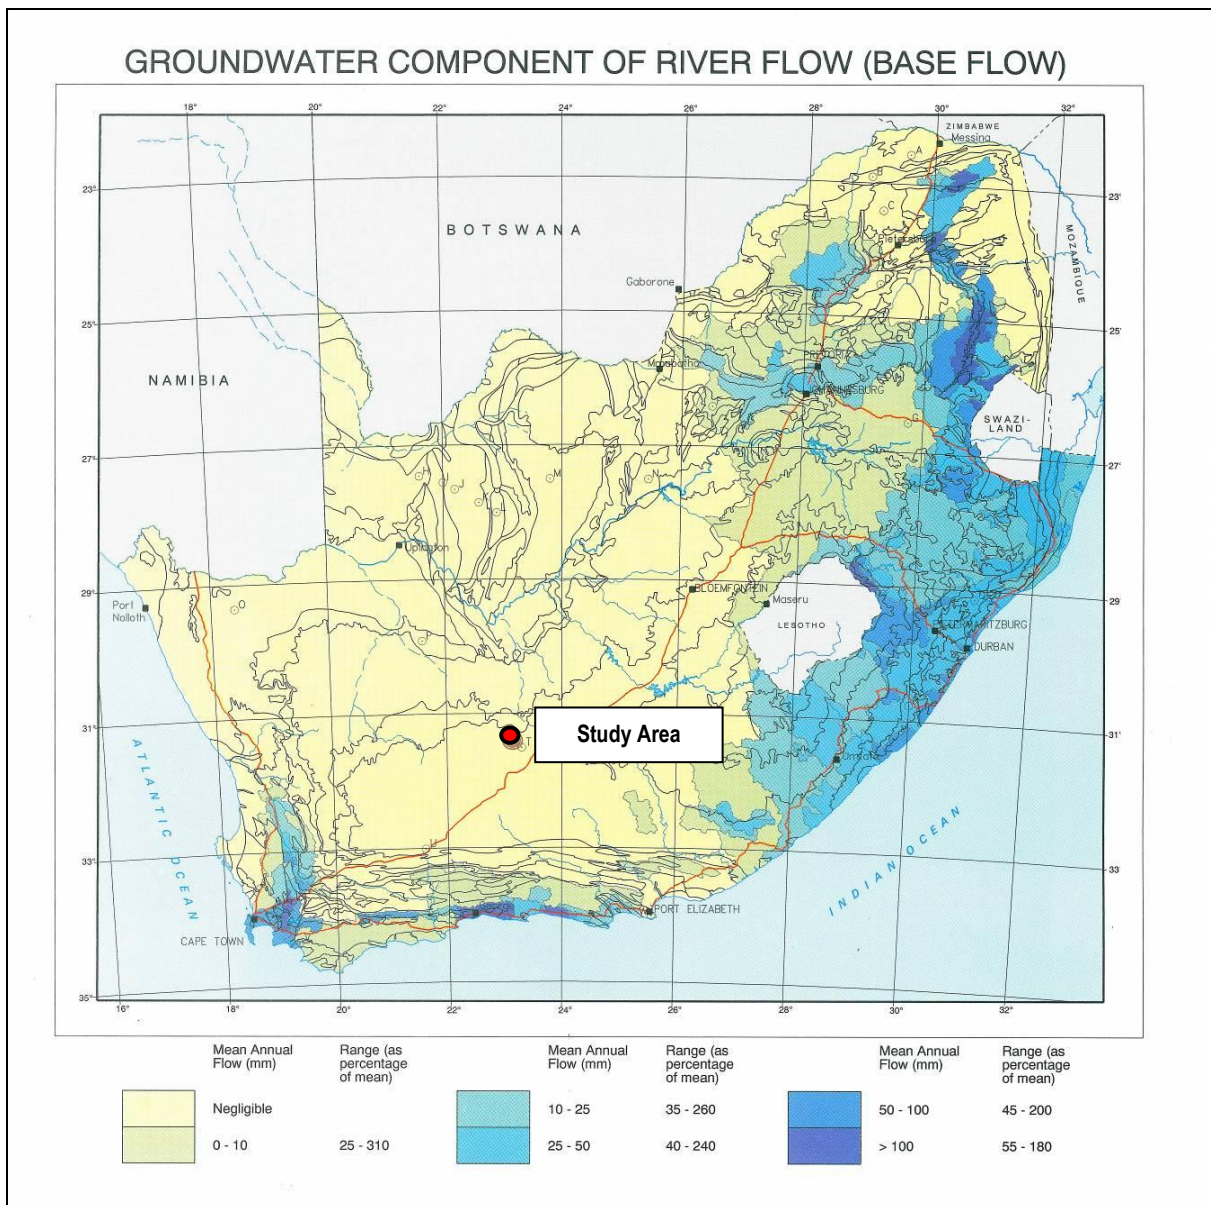 GROUNDWATER COMPONENT OF RIVER FLOW (BASE FLOW)
18° 20° 22° 24° 26° 28° 30° 32°
ZIMBABWE
Messina
A
B
23° 23'
C
BOTSWANA
MOZAMBIQUE
Pietersburg
Gaborone
D
25° 25'
Mmabatho
PRETORIA
NAMIBIA
JOHANNESBURG
G
SWAZI-
LAND
27° 27'
H J K L M N
Upington
29° 29'
Port
Nolloth
O
BLOEMFONTEIN
Maseru
LESOTHO
PIETERMARITZBURG
DURBAN
P
31° 31'
Study Area
T
Umtata
ATLANTIC OCEAN
INDIAN OCEAN
U
33° 33'
PORT ELIZABETH
CAPE TOWN
35°
16° 18° 20° 22° 24° 26° 28° 30° 32°
Mean Annual Range (as Mean Annual Range (as Mean Annual Range (as
Flow (mm) percentage Flow (mm) percentage Flow (mm) percentage
of mean) of mean) of mean)
Negligible 10 - 25 35 - 260 50 - 100 45 - 200
0 - 10 25 - 310 25 - 50 40 - 240 > 100 55 - 180